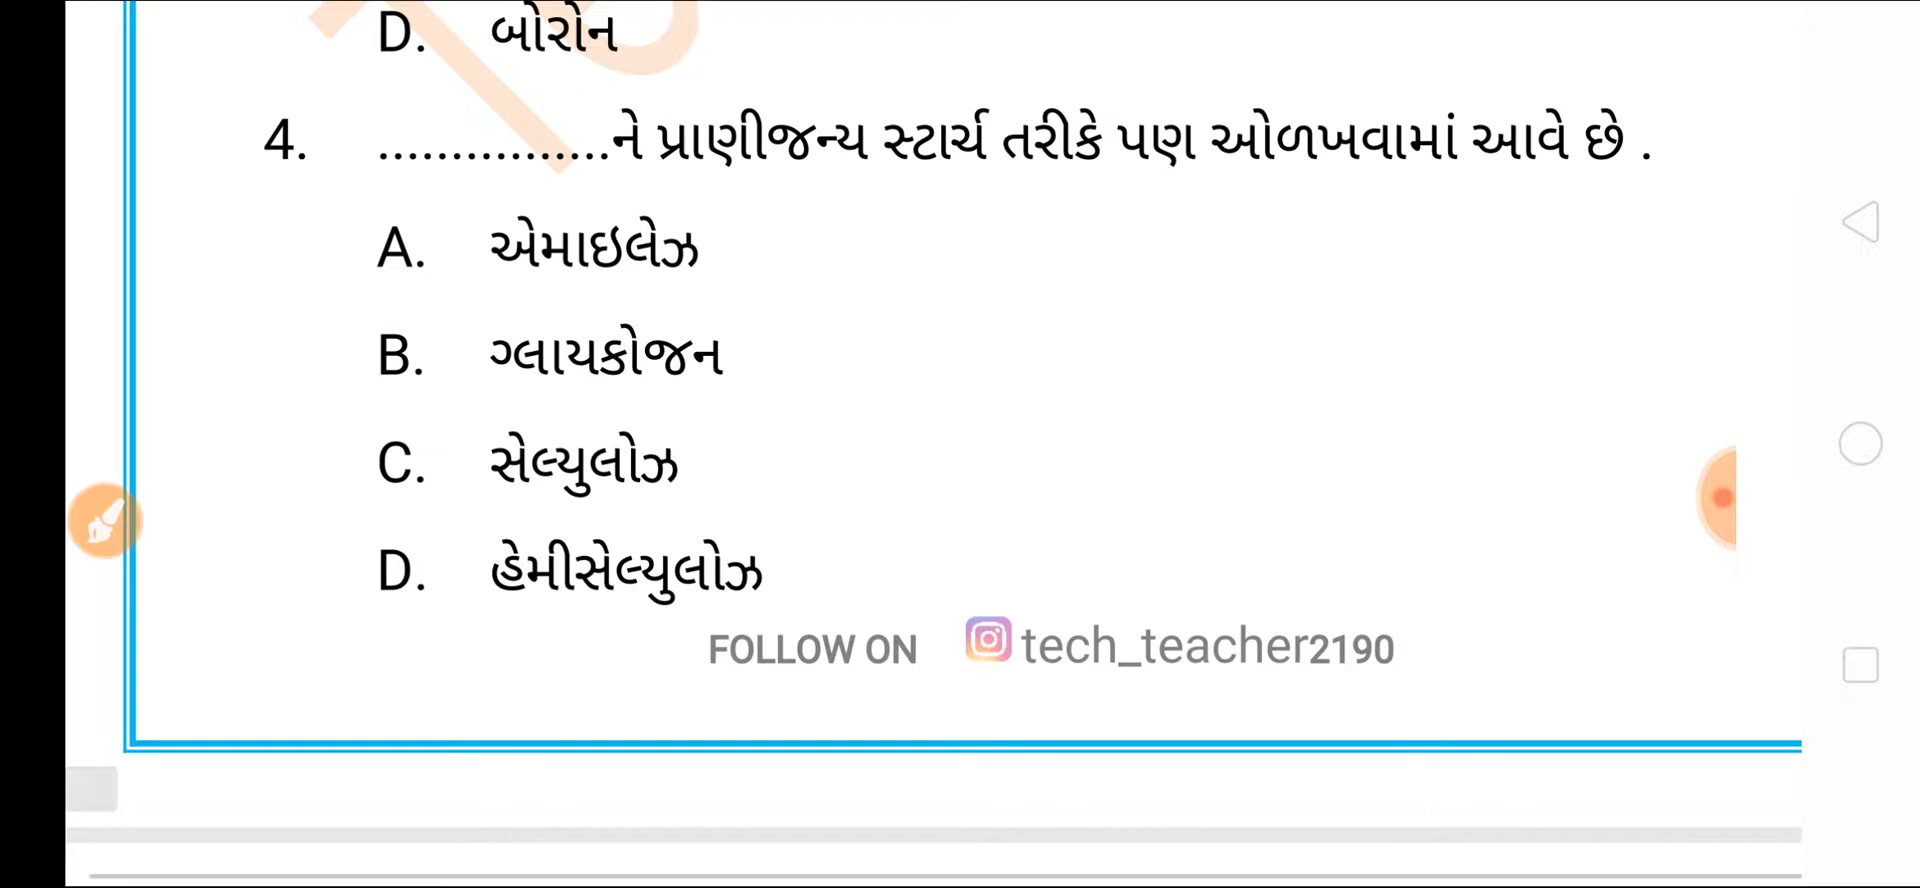 D. બોરોન
4. ................ને પ્રાણીજન્ય સ્ટાર્ચ તરીકે પણ ઓળખવામાં આવે છે .
A. એમાઇલેઝ
B. ગ્લાયકોજન
C. સેલ્યુલોઝ
D. હેમીસેલ્યુલોઝ
FOLLOW ON tech_teacher2190